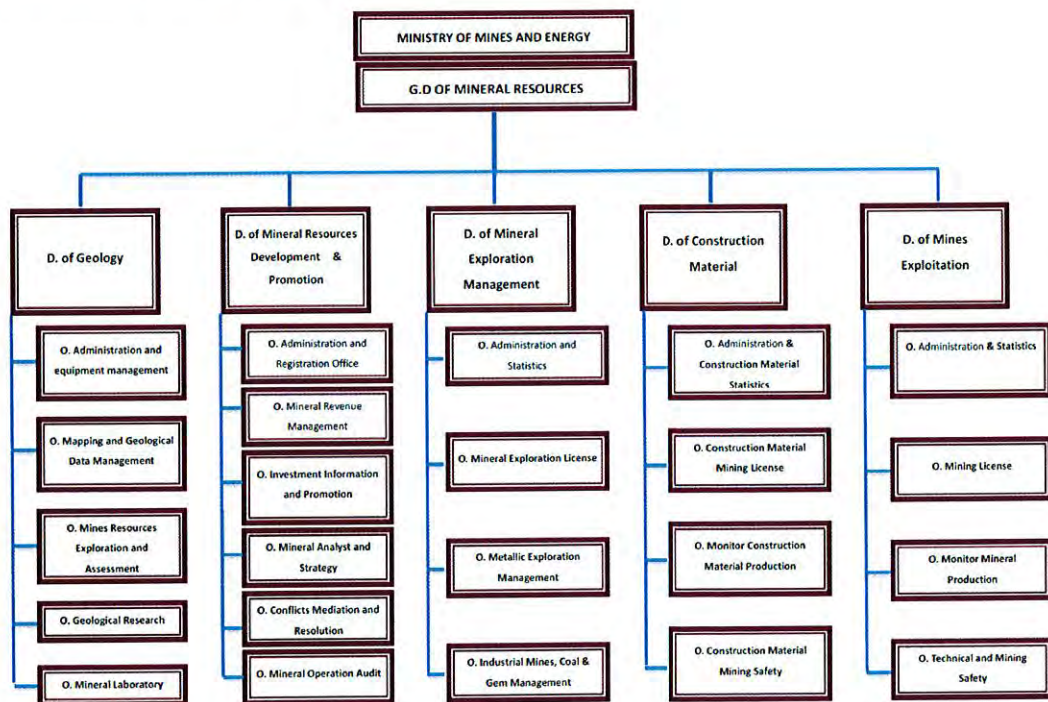 MINISTRY OF MINES AND ENERGY
G.D OF MINERAL RESOURCES
D. of Geology
O. Administration and
equipment management
O. Mapping and Geological
Data Management
O. Mines Resources
Exploration and
Assessment
O. Geological Research
O. Mineral Laboratory
D. of Mineral Resources
Development & 
Promotion
O. Administration and
Registration Office
O. Mineral Revenue
Management
O. Investment Information
and Promotion
O. Mineral Analyst and
Strategy
O. Conflicts Mediation and
Resolution
O. Mineral Operation Audit
D. of Mineral
Exploration
Management
O. Administration and
Statistics
O. Mineral Exploration License
O. Metallic Exploration
Management
O. Industrial Mines, Coal &
Gem Management
D. of Construction
Material
O. Administration &
Construction Material
Statistics
O. Construction Material
Mining License
O. Monitor Construction
Material Production
O. Construction Material
Mining Safety
D. of Mines
Exploitation
O. Administration & Statistics
O. Mining License
O. Monitor Mineral
Production
O. Technical and Mining
Safety